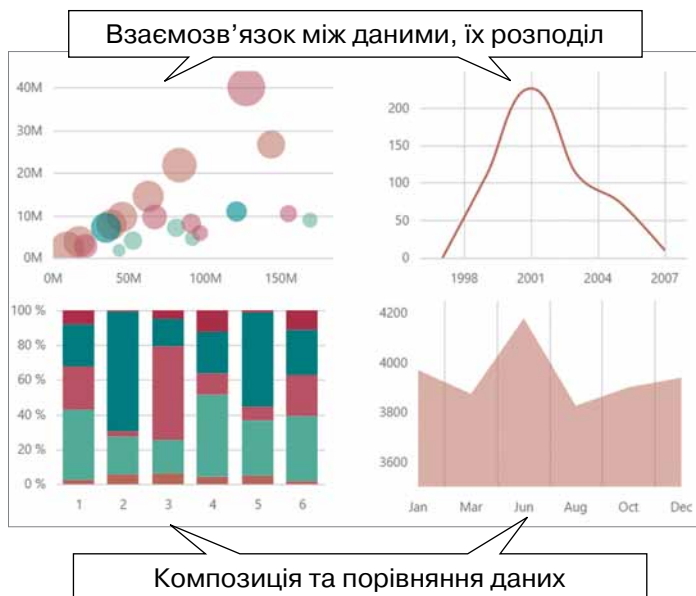 Взаємозв’язок між даними, їх розподіл
40M
30M
20M
10M
0M
0M 50M 100M 150M
200
150
100
50
0
1998 2001 2004 2007
100 %
80 %
60 %
40 %
20 %
0 %
1 2 3 4 5 6
4200
4000
3800
3600
Jan Mar Jun Aug Oct Dec
Композиція та порівняння даних